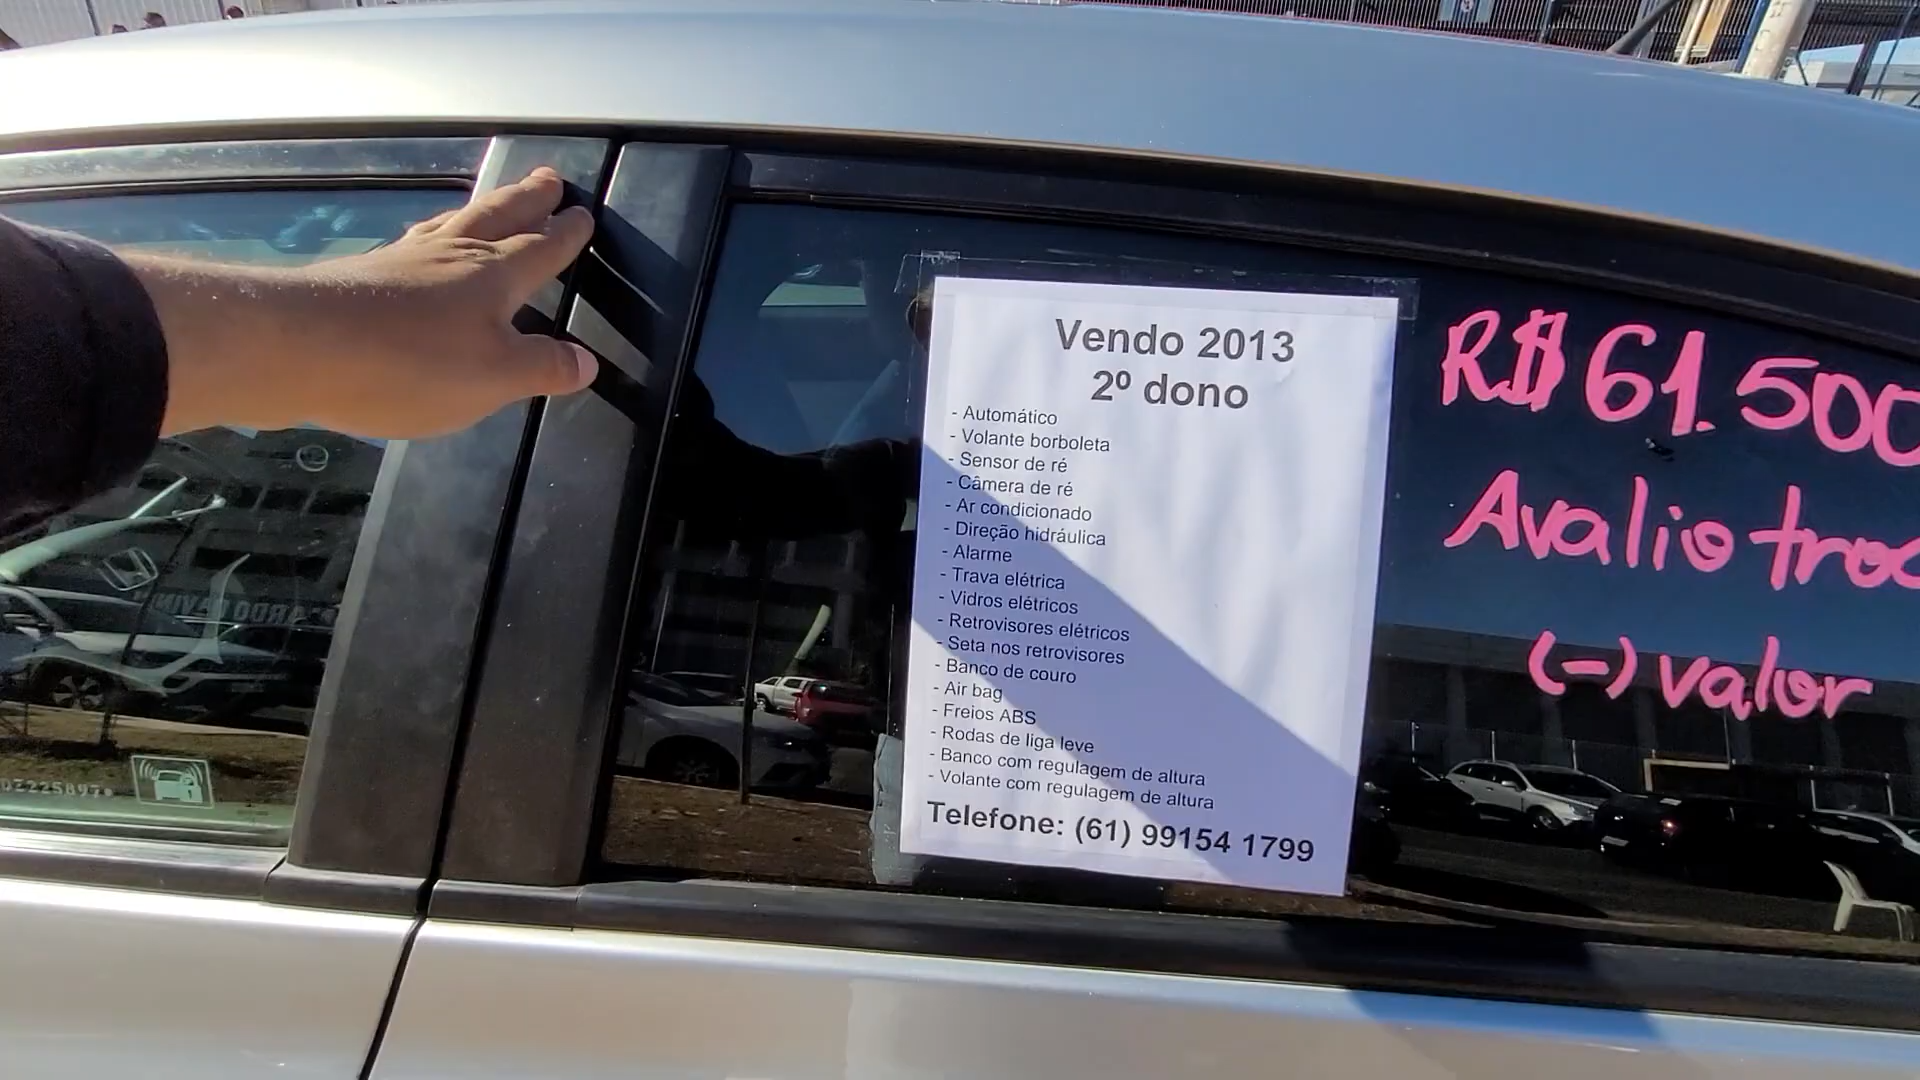 Vendo 2013
2º dono
- Automático
- Volante borboleta
- Sensor de ré
- Câmera de ré
- Ar condicionado
- Direção hidráulica
- Alarme
- Trava elétrica
- Vidros elétricos
- Retrovisores elétricos
- Seta nos retrovisores
- Banco de couro
- Air bag
- Freios ABS
- Rodas de liga leve
- Banco com regulagem de altura
- Volante com regulagem de altura
Telefone: (61) 99154 1799
R$ 61.500
Avalio troc
(-) valor